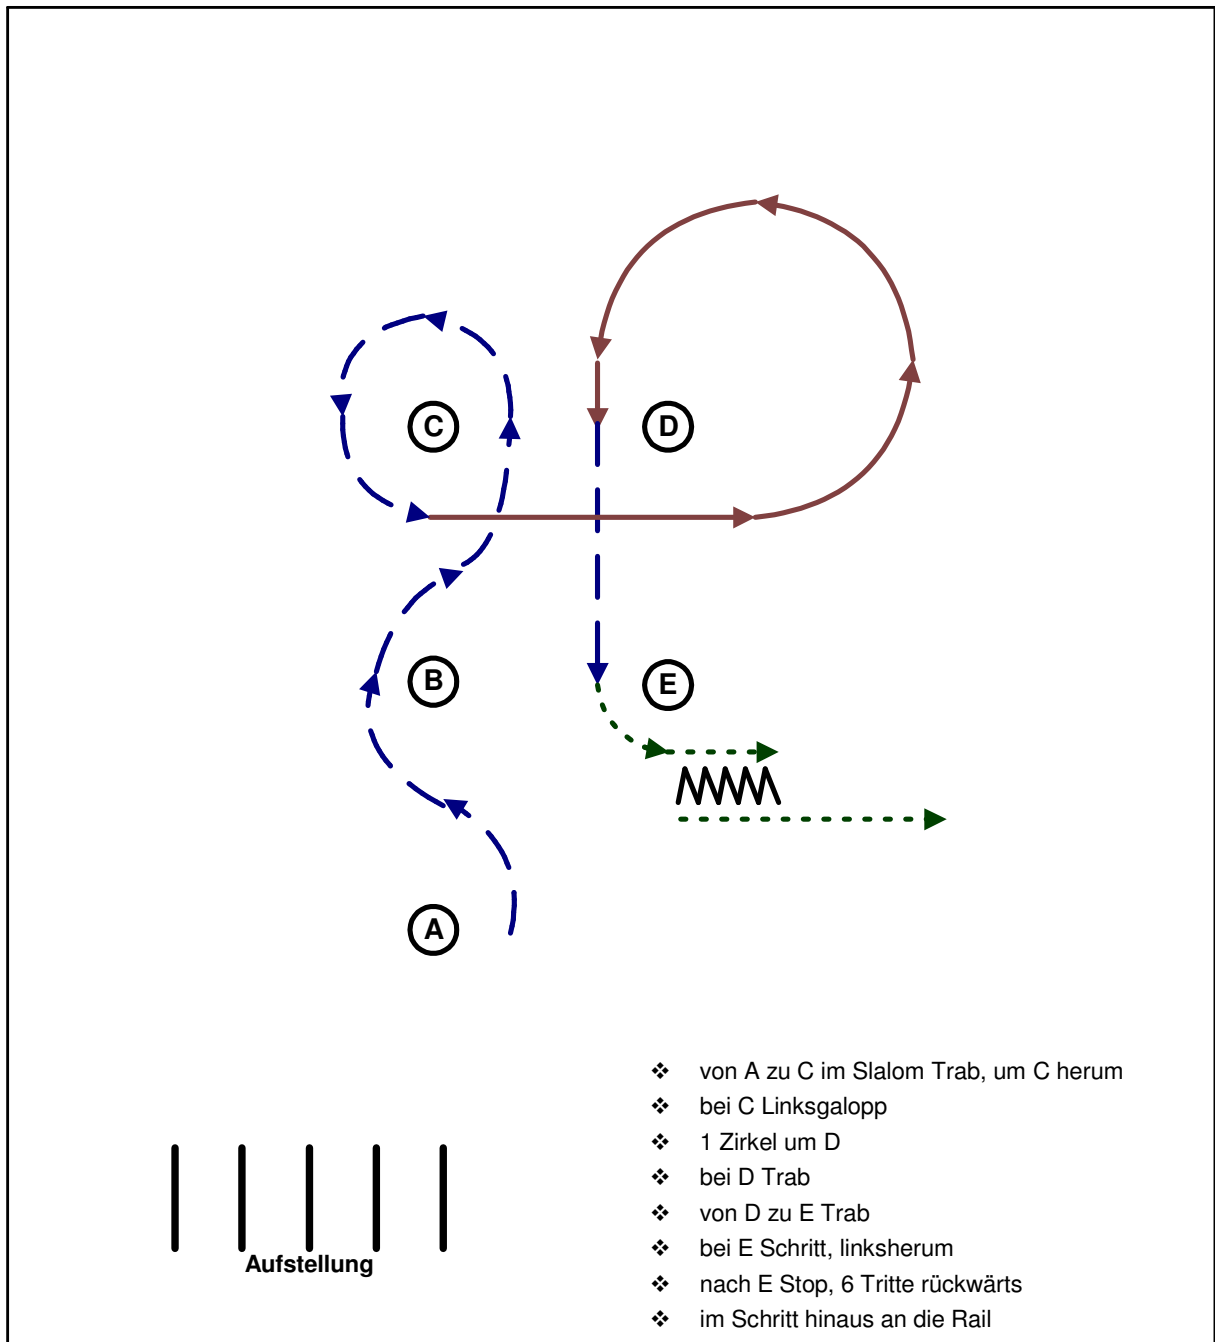 C
D
B
E
A
❖ von A zu C im Slalom Trab, um C herum
❖ bei C Linksgalopp
❖ 1 Zirkel um D
❖ bei D Trab
❖ von D zu E Trab
❖ bei E Schritt, linksherum
❖ nach E Stop, 6 Tritte rückwärts
❖ im Schritt hinaus an die Rail
Aufstellung